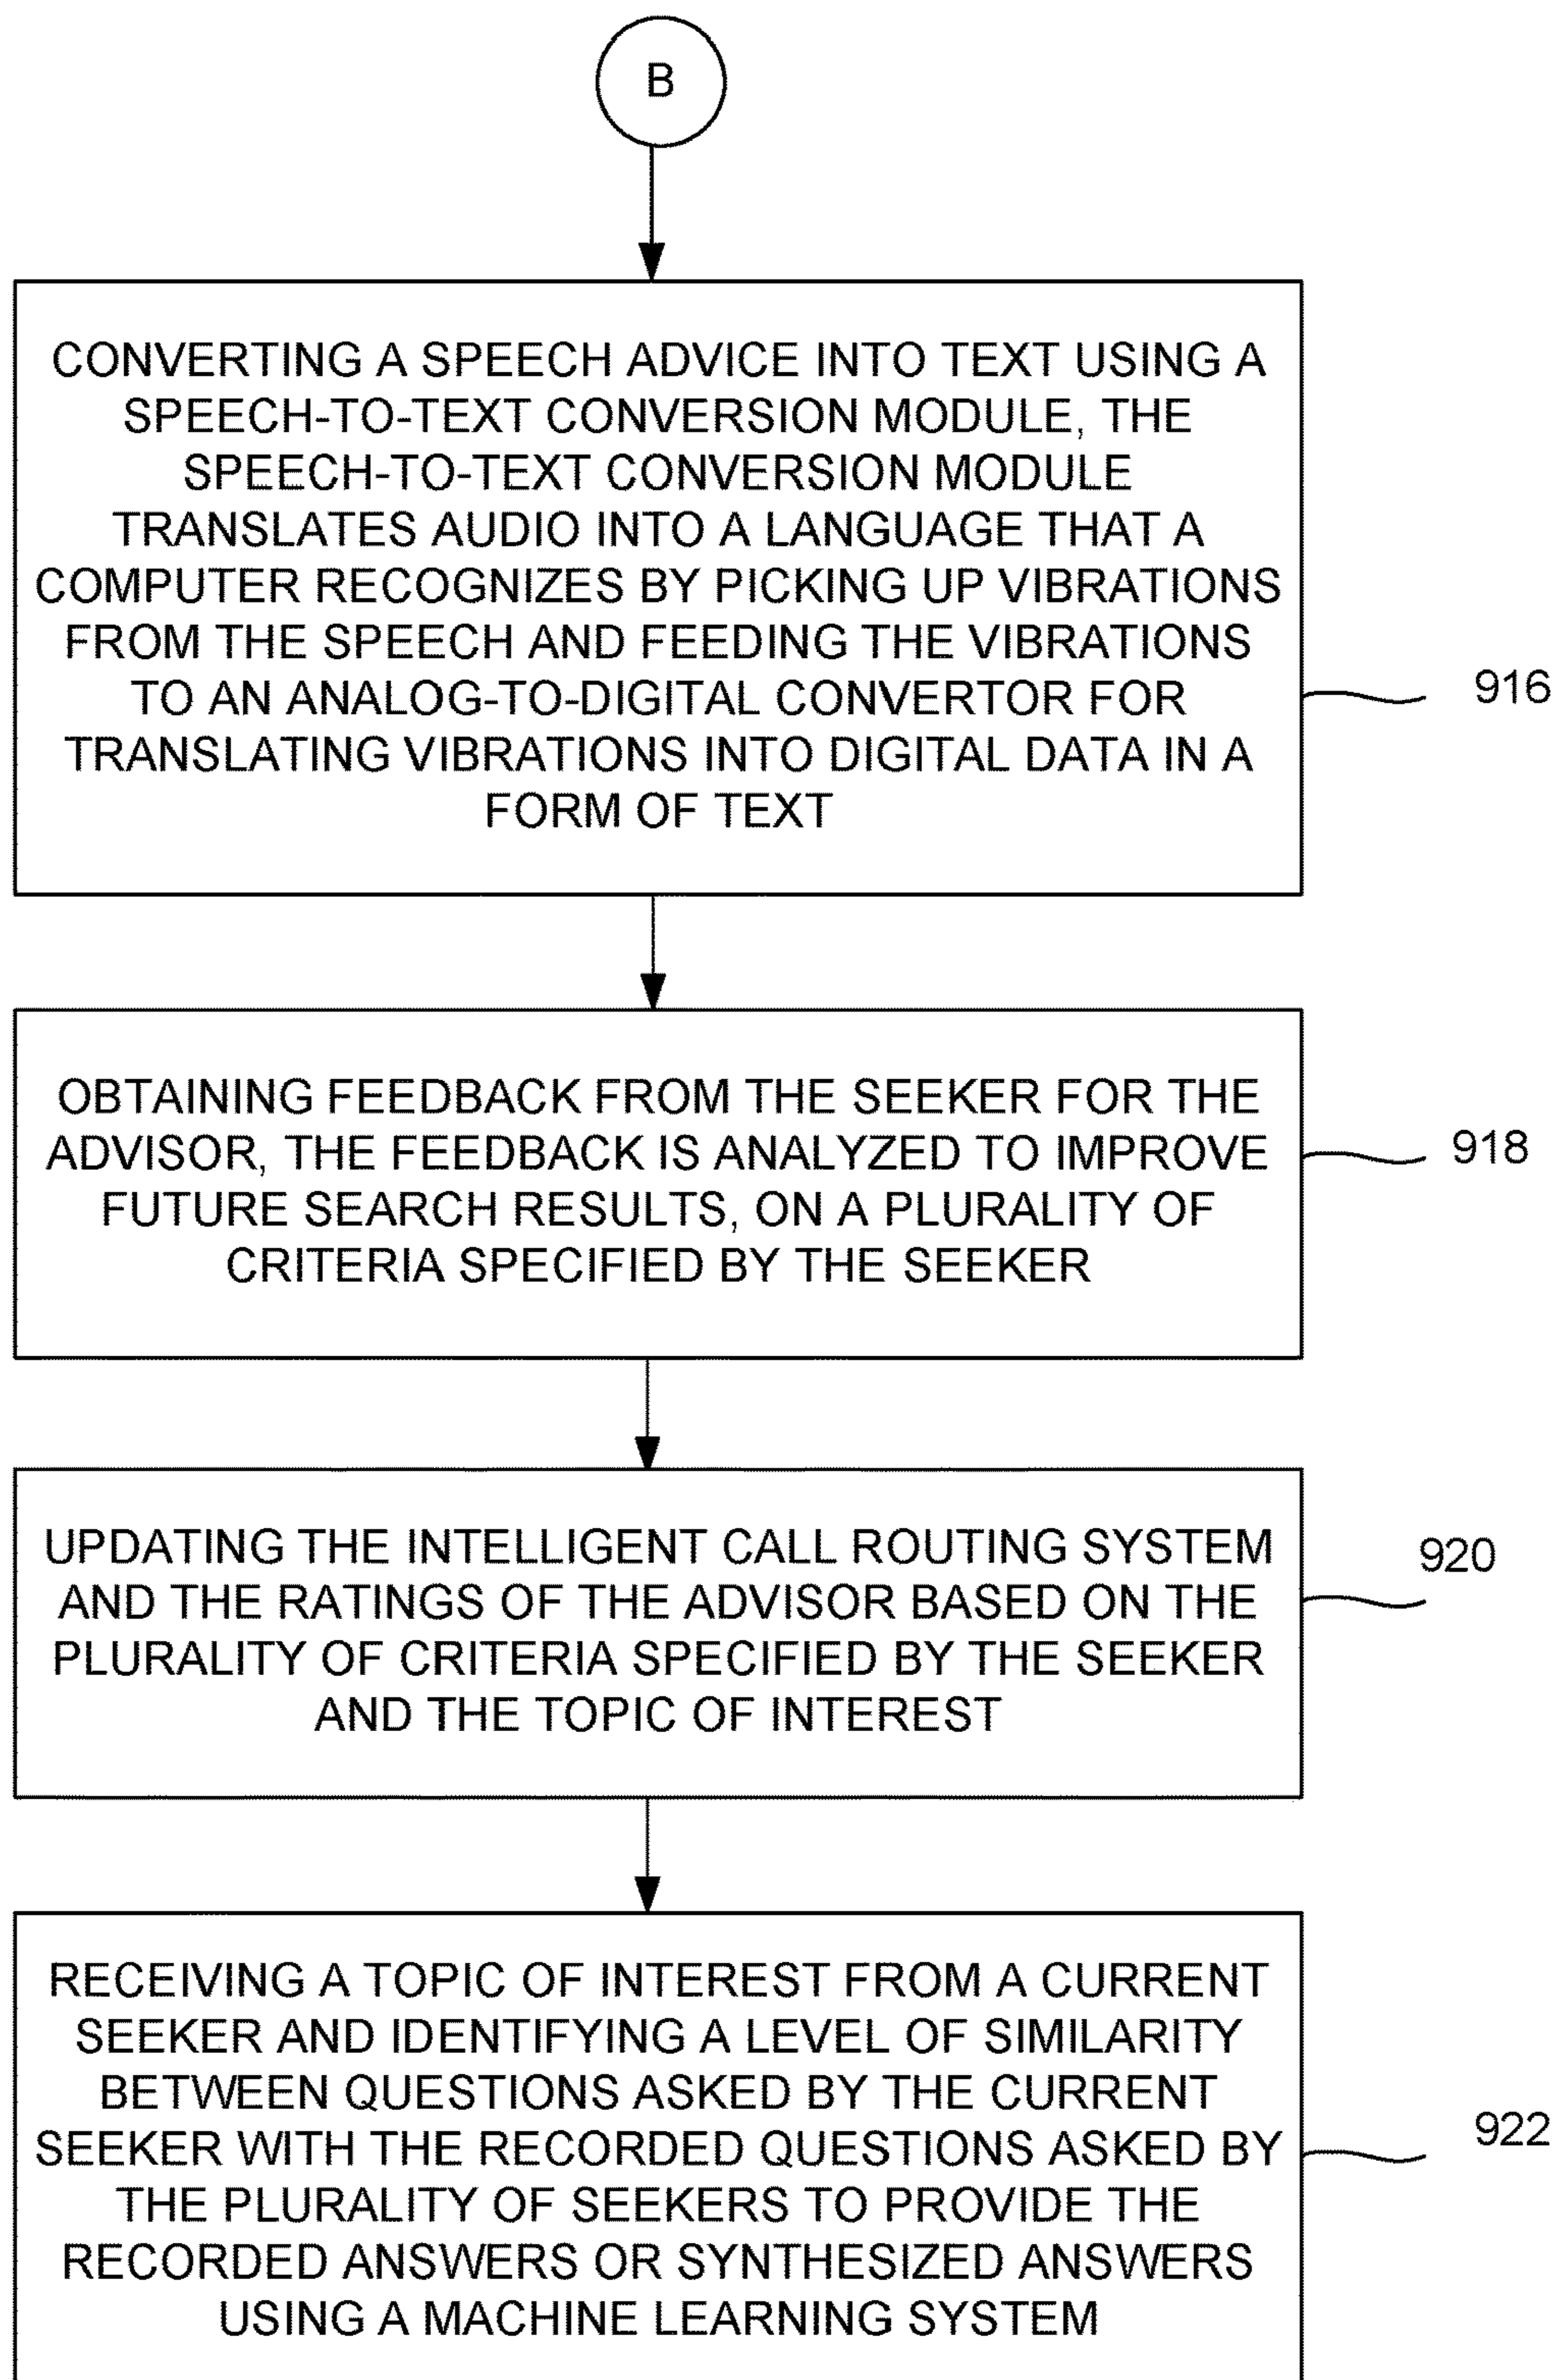 B
CONVERTING A SPEECH ADVICE INTO TEXT USING A
SPEECH-TO-TEXT CONVERSION MODULE, THE
SPEECH-TO-TEXT CONVERSION MODULE
TRANSLATES AUDIO INTO A LANGUAGE THAT A
COMPUTER RECOGNIZES BY PICKING UP VIBRATIONS
FROM THE SPEECH AND FEEDING THE VIBRATIONS
TO AN ANALOG-TO-DIGITAL CONVERTOR FOR
TRANSLATING VIBRATIONS INTO DIGITAL DATA IN A
FORM OF TEXT
916
OBTAINING FEEDBACK FROM THE SEEKER FOR THE
ADVISOR, THE FEEDBACK IS ANALYZED TO IMPROVE
FUTURE SEARCH RESULTS, ON A PLURALITY OF
CRITERIA SPECIFIED BY THE SEEKER
918
UPDATING THE INTELLIGENT CALL ROUTING SYSTEM
AND THE RATINGS OF THE ADVISOR BASED ON THE
PLURALITY OF CRITERIA SPECIFIED BY THE SEEKER
AND THE TOPIC OF INTEREST
920
RECEIVING A TOPIC OF INTEREST FROM A CURRENT
SEEKER AND IDENTIFYING A LEVEL OF SIMILARITY
BETWEEN QUESTIONS ASKED BY THE CURRENT
SEEKER WITH THE RECORDED QUESTIONS ASKED BY
THE PLURALITY OF SEEKERS TO PROVIDE THE
RECORDED ANSWERS OR SYNTHESIZED ANSWERS
USING A MACHINE LEARNING SYSTEM
922